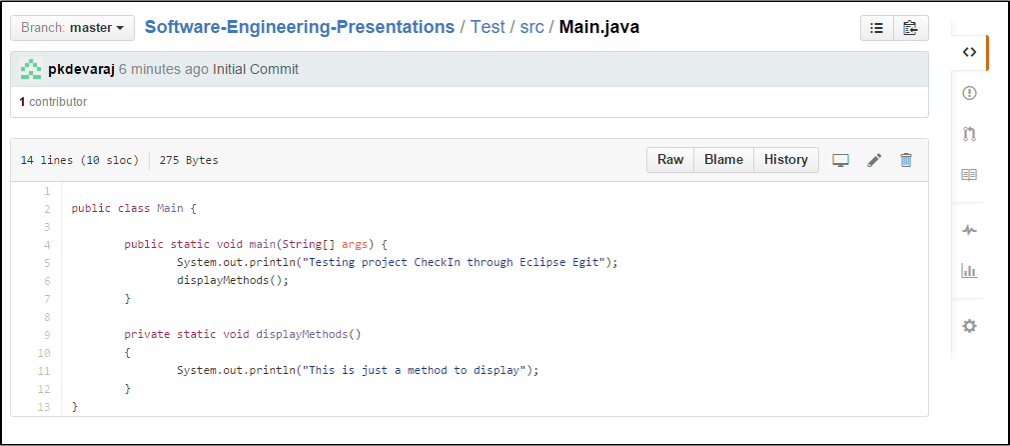 Branch: master Software-Engineering-Presentations / Test / src / Main.java
pkdevaraj 6 minutes ago Initial Commit
1 contributor
14 lines (10 sloc) 275 Bytes Raw Blame History
1
2 public class Main {
3
4 public static void main(String[] args) {
5 System.out.println("Testing project CheckIn through Eclipse Egit");
6 displayMethods();
7 }
8
9 private static void displayMethods()
10 {
11 System.out.println("This is just a method to display");
12 }
13 }